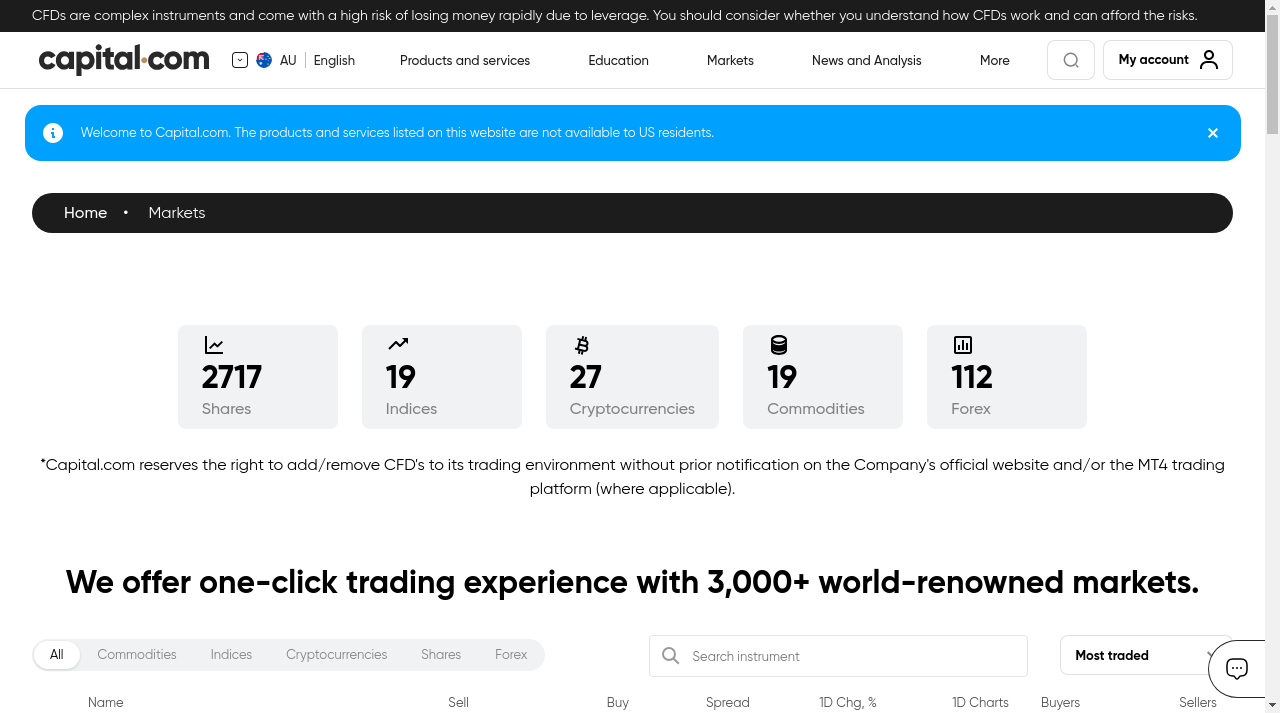 CFDs are complex instruments and come with a high risk of losing money rapidly due to leverage. You should consider whether you understand how CFDs work and can afford the risks.
capital.com AU English Products and services Education Markets News and Analysis More My account
Welcome to Capital.com. The products and services listed on this website are not available to US residents.
Home • Markets
2717 19 27 19 112
Shares Indices Cryptocurrencies Commodities Forex
*Capital.com reserves the right to add/remove CFD's to its trading environment without prior notification on the Company's official website and/or the MT4 trading
platform (where applicable).
We offer one-click trading experience with 3,000+ world-renowned markets.
All Commodities Indices Cryptocurrencies Shares Forex Search instrument Most traded
Name Sell Buy Spread 1D Chg, % 1D Charts Buyers Sellers